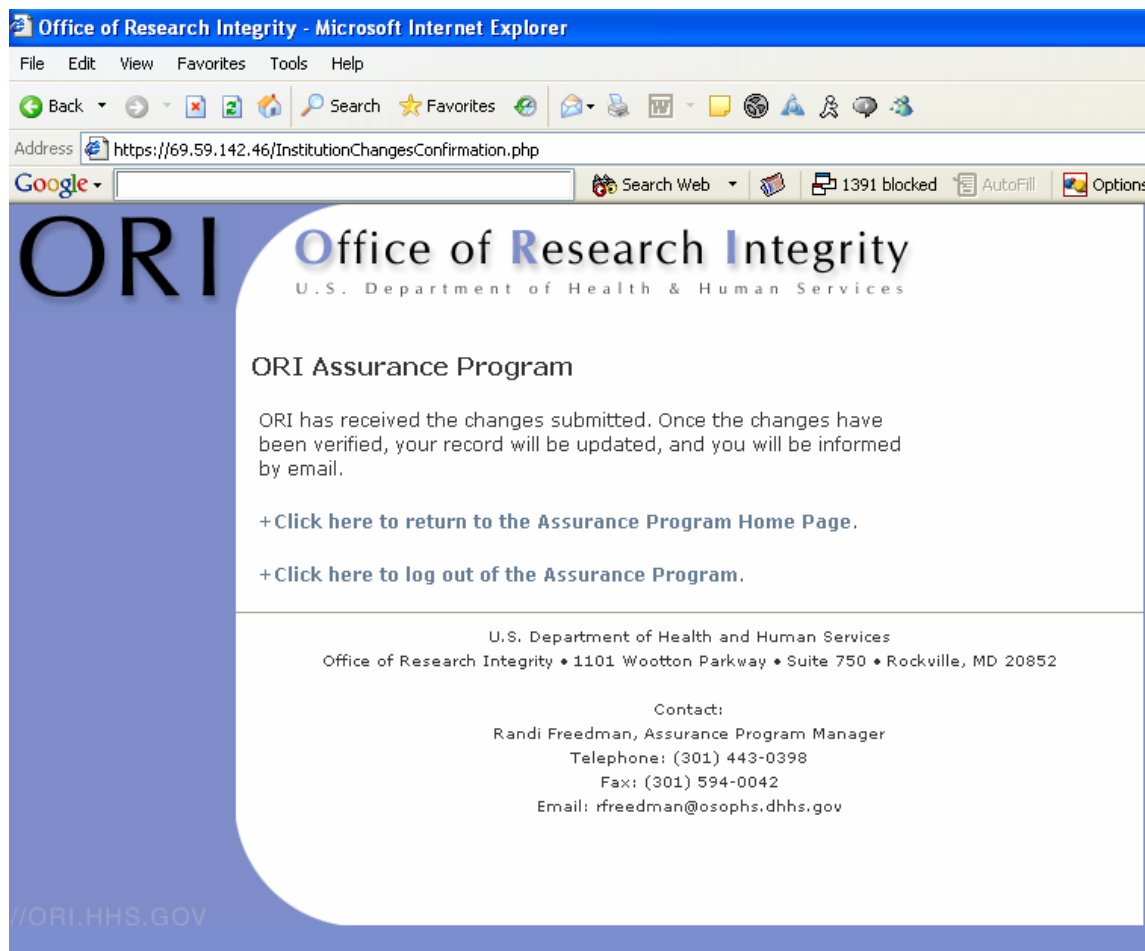 Office of Research Integrity - Microsoft Internet Explorer
File Edit View Favorites Tools Help
Back Search Favorites
Address https://69.59.142.46/InstitutionChangesConfirmation.php
Google Search Web 1391 blocked AutoFill Options
ORI Office of Research Integrity
U.S. Department of Health & Human Services
ORI Assurance Program
ORI has received the changes submitted. Once the changes have
been verified, your record will be updated, and you will be informed
by email.
+Click here to return to the Assurance Program Home Page.
+Click here to log out of the Assurance Program.
U.S. Department of Health and Human Services
Office of Research Integrity • 1101 Wootton Parkway • Suite 750 • Rockville, MD 20852
Contact:
Randi Freedman, Assurance Program Manager
Telephone: (301) 443-0398
Fax: (301) 594-0042
Email: rfreedman@osophs.dhhs.gov
//ORI.HHS.GOV